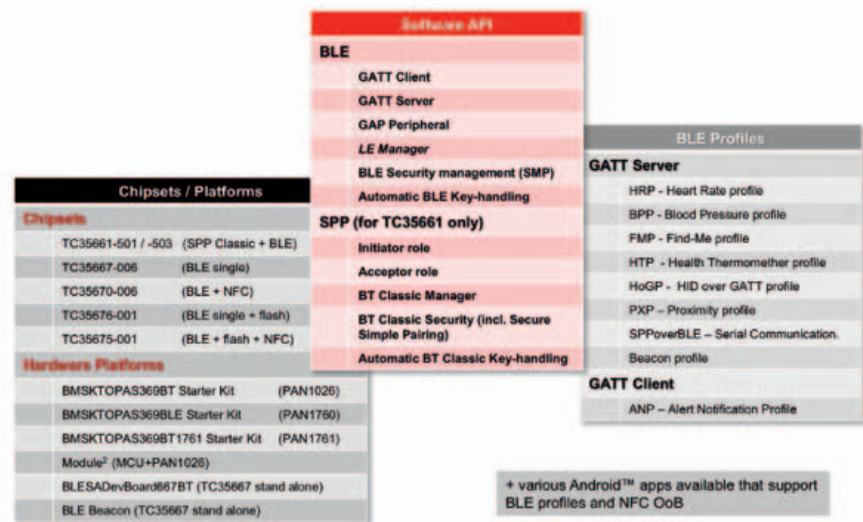 Software API
BLE
GATT Client
GATT Server
GAP Peripheral
LE Manager
BLE Security management (SMP)
Automatic BLE Key-handling
SPP (for TC35661 only)
Initiator role
Acceptor role
BT Classic Manager
BT Classic Security (incl. Secure
Simple Pairing)
Automatic BT Classic Key-handling
Chipsets / Platforms
Chipsets
TC35661-501 / -503 (SPP Classic + BLE)
TC35667-006 (BLE single)
TC35670-006 (BLE + NFC)
TC35676-001 (BLE single + flash)
TC35675-001 (BLE + flash + NFC)
Hardware Platforms
BMSKTOPAS369BT Starter Kit (PAN1026)
BMSKTOPAS369BLE Starter Kit (PAN1760)
BMSKTOPAS369BT1761 Starter Kit (PAN1761)
Module² (MCU+PAN1026)
BLESADevBoard667BT (TC35667 stand alone)
BLE Beacon (TC35667 stand alone)
BLE Profiles
GATT Server
HRP - Heart Rate profile
BPP - Blood Pressure profile
FMP - Find-Me profile
HTP - Health Thermomether profile
HoGP - HID over GATT profile
PXP – Proximity profile
SPPoverBLE – Serial Communication.
Beacon profile
GATT Client
ANP – Alert Notification Profile
+ various Android™ apps available that support
BLE profiles and NFC OoB